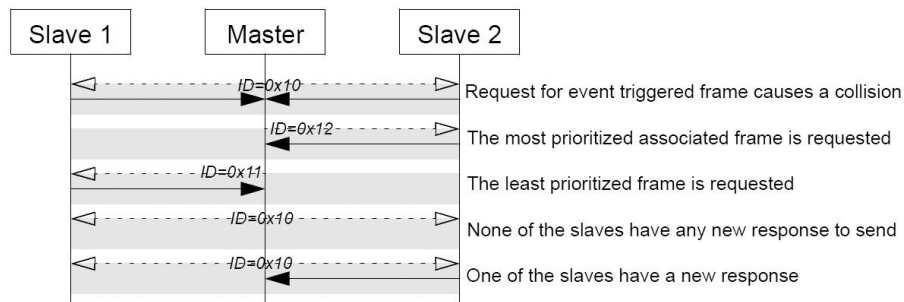 Slave 1 Master Slave 2
ID=0x10
Request for event triggered frame causes a collision
ID=0x12
The most prioritized associated frame is requested
ID=0x11
The least prioritized frame is requested
ID=0x10
None of the slaves have any new response to send
ID=0x10
One of the slaves have a new response